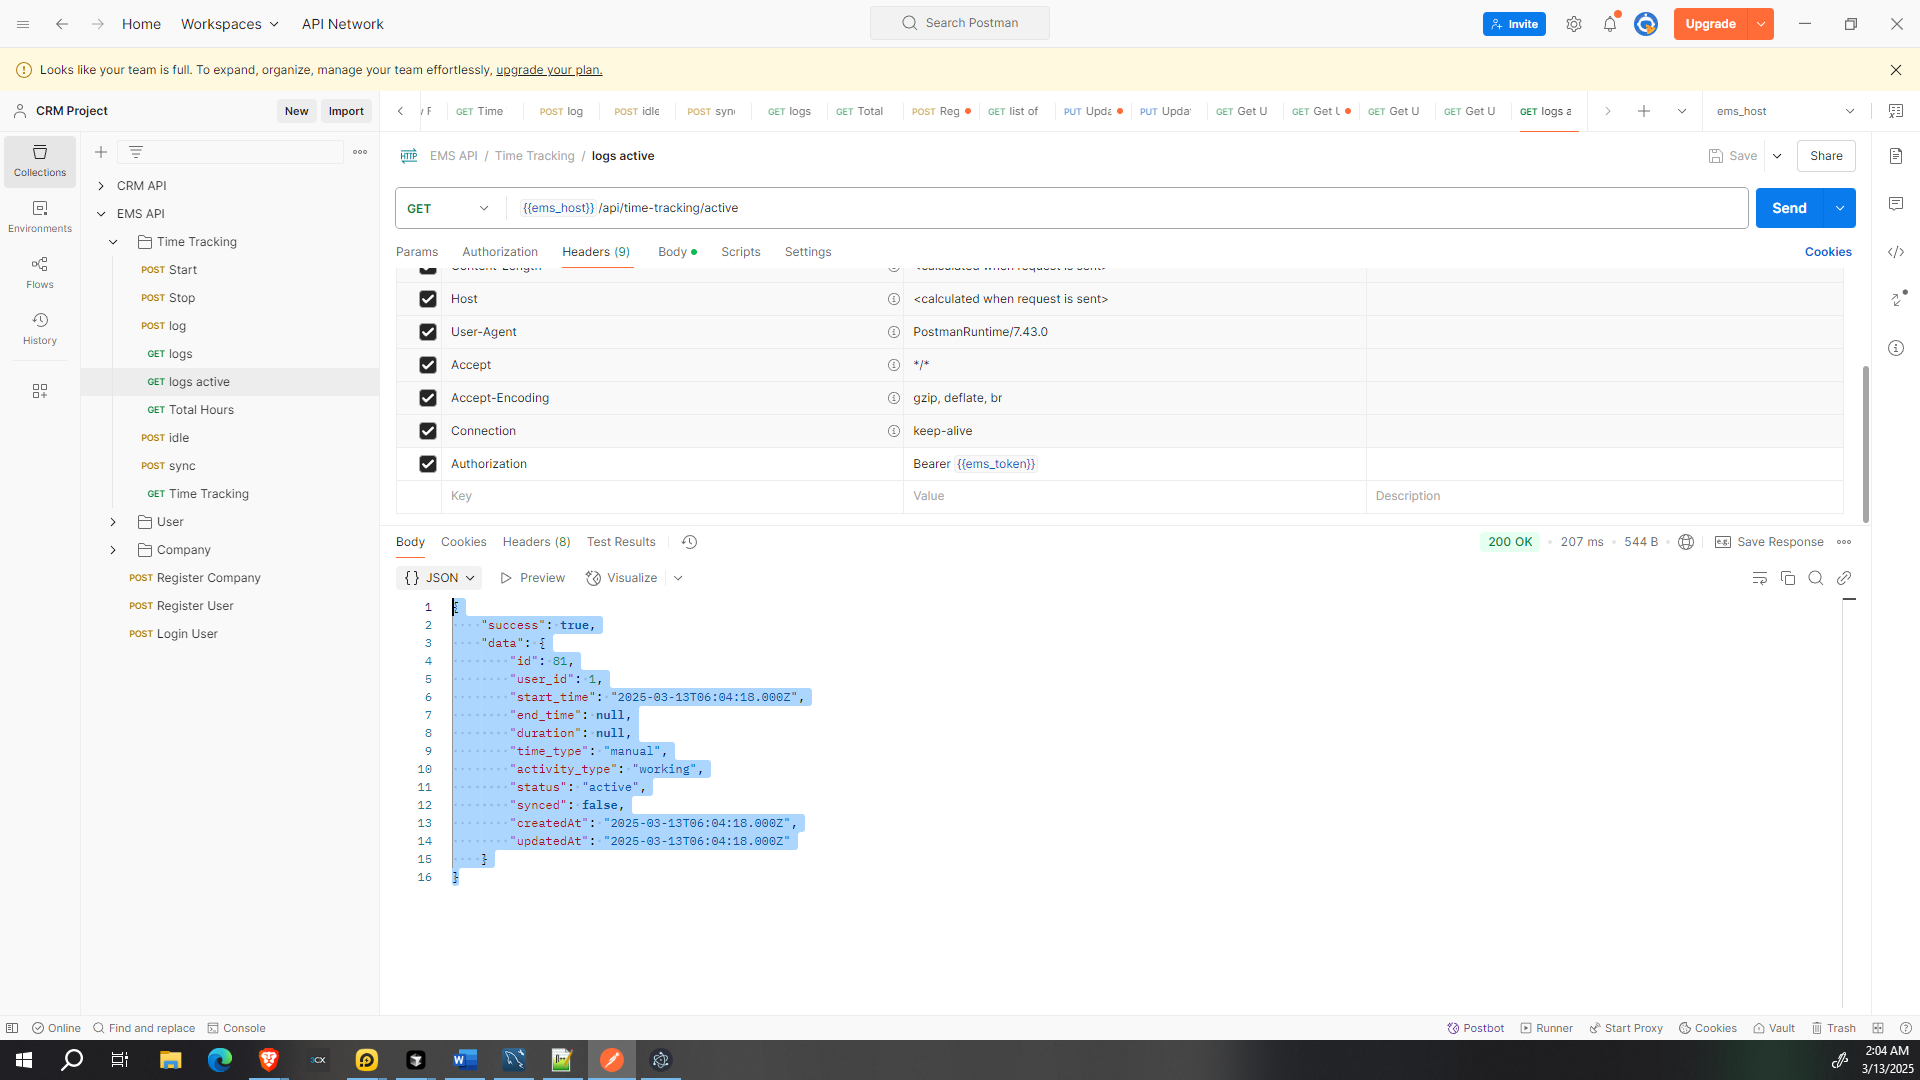 Home Workspaces API Network
Search Postman
Invite
Upgrade
Looks like your team is full. To expand, organize, manage your team effortlessly, upgrade your plan.
CRM Project
New Import
GET Time
POST log
POST idle
POST syn
GET logs
GET Total
POST Reg
GET list of
PUT Upda
PUT Upda
GET Get U
GET Get U
GET Get U
GET Get U
GET logs a
ems_host
Collections
Environments
Flows
History
CRM API
EMS API
Time Tracking
POST Start
POST Stop
POST log
GET logs
GET logs active
GET Total Hours
POST idle
POST sync
GET Time Tracking
User
Company
POST Register Company
POST Register User
POST Login User
HTTP EMS API / Time Tracking / logs active
Save Share
GET {{ems_host}} /api/time-tracking/active
Send
Params Authorization Headers (9) Body Scripts Settings
Cookies
Content-Length <calculated when request is sent>
Host <calculated when request is sent>
User-Agent PostmanRuntime/7.43.0
Accept */*
Accept-Encoding gzip, deflate, br
Connection keep-alive
Authorization Bearer {{ems_token}}
Key Value Description
Body Cookies Headers (8) Test Results
200 OK • 207 ms • 544 B
e.g. Save Response
{} JSON Preview Visualize
1 {
2 "success": true,
3 "data": {
4 "id": 81,
5 "user_id": 1,
6 "start_time": "2025-03-13T06:04:18.000Z",
7 "end_time": null,
8 "duration": null,
9 "time_type": "manual",
10 "activity_type": "working",
11 "status": "active",
12 "synced": false,
13 "createdAt": "2025-03-13T06:04:18.000Z",
14 "updatedAt": "2025-03-13T06:04:18.000Z"
15 }
16 }
Online Find and replace Console
Postbot Runner Start Proxy Cookies Vault Trash
2:04 AM
3/13/2025